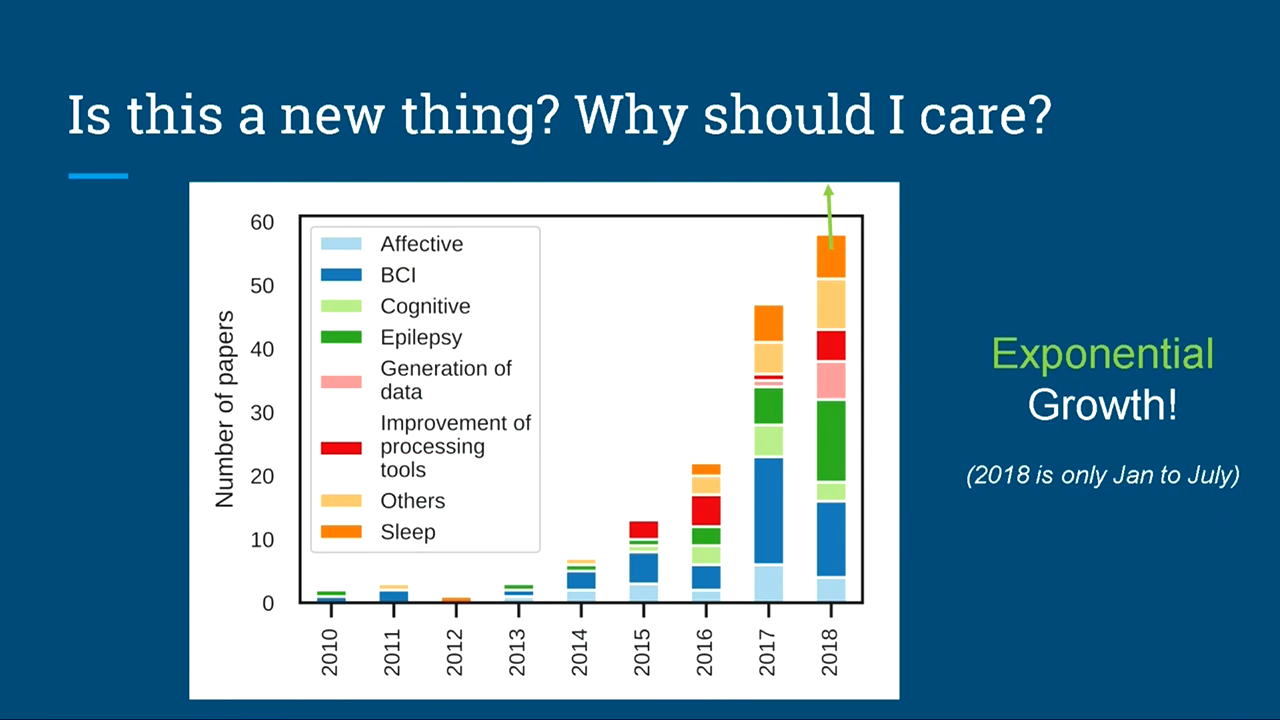 Is this a new thing? Why should I care?
60
50
40
30
20
10
0
Number of papers
Affective
BCI
Cognitive
Epilepsy
Generation of
data
Improvement of
processing
tools
Others
Sleep
2010
2011
2012
2013
2014
2015
2016
2017
2018
Exponential
Growth!
(2018 is only Jan to July)